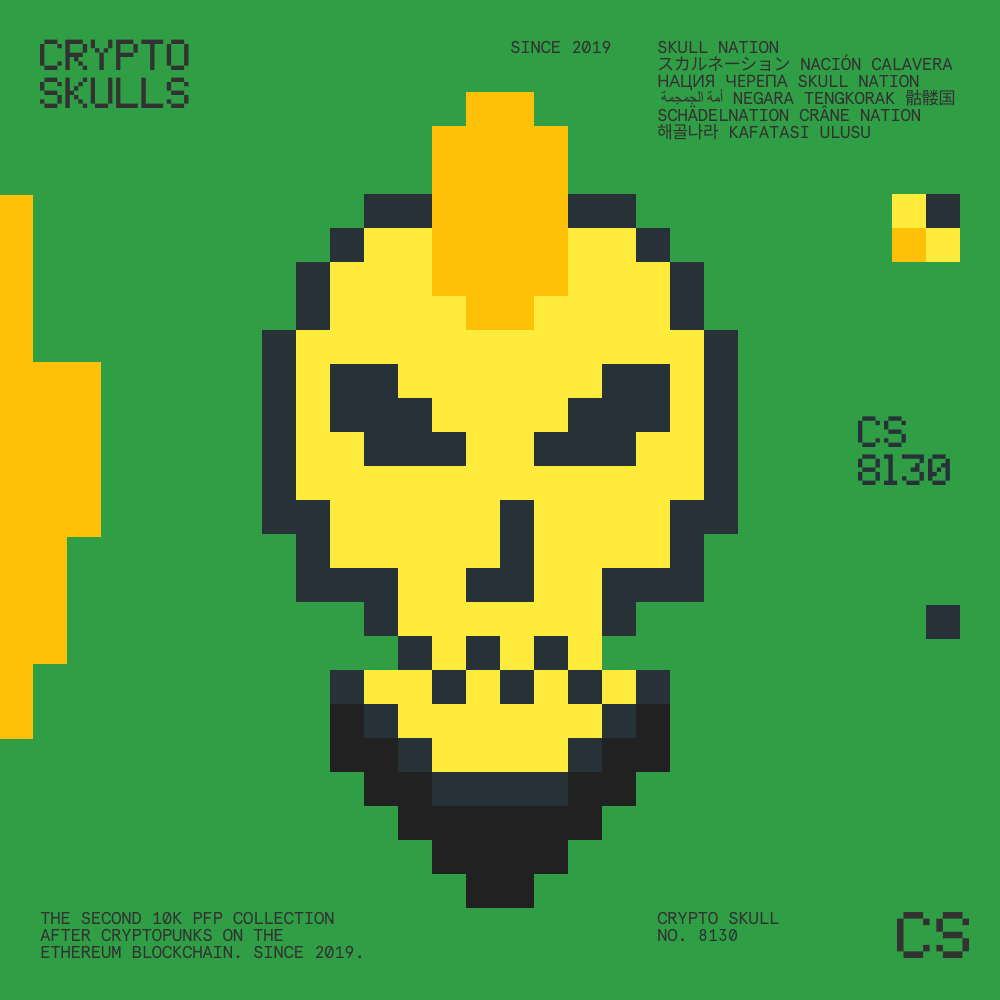 CRYPTO
SKULLS
SINCE 2019
SKULL NATION
スカルネーション NACIÓN CALAVERA
НАЦИЯ ЧЕРЕПА SKULL NATION
أمة الجمجمة NEGARA TENGKORAK 骷髅国
SCHÄDELNATION CRÂNE NATION
해골나라 KAFATASI ULUSU
CS
8130
THE SECOND 10K PFP COLLECTION
AFTER CRYPTOPUNKS ON THE
ETHEREUM BLOCKCHAIN. SINCE 2019.
CRYPTO SKULL
NO. 8130
CS